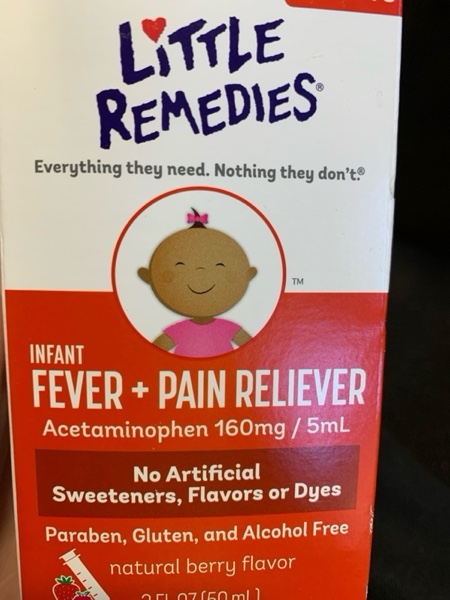 LiTTLE
REMEDIES®
Everything they need. Nothing they don't.®
TM
INFANT
FEVER + PAIN RELIEVER
Acetaminophen 160mg / 5mL
No Artificial
Sweeteners, Flavors or Dyes
Paraben, Gluten, and Alcohol Free
natural berry flavor